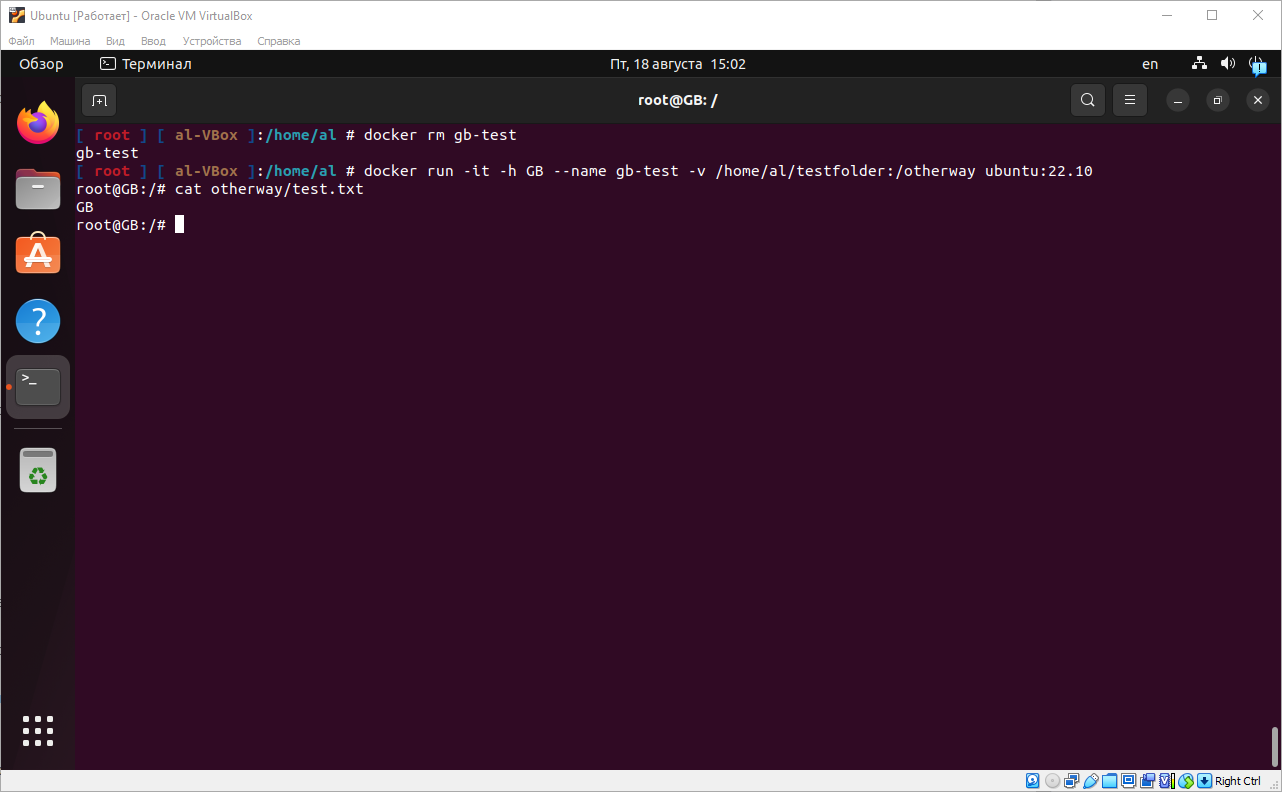 Ubuntu [Работает] - Oracle VM VirtualBox
Файл Машина Вид Ввод Устройства Справка
Обзор Терминал Пт, 18 августа 15:02 en
root@GB: /
[ root ] [ al-VBox ]:/home/al # docker rm gb-test
gb-test
[ root ] [ al-VBox ]:/home/al # docker run -it -h GB --name gb-test -v /home/al/testfolder:/otherway ubuntu:22.10
root@GB:/# cat otherway/test.txt
GB
root@GB:/#
Right Ctrl